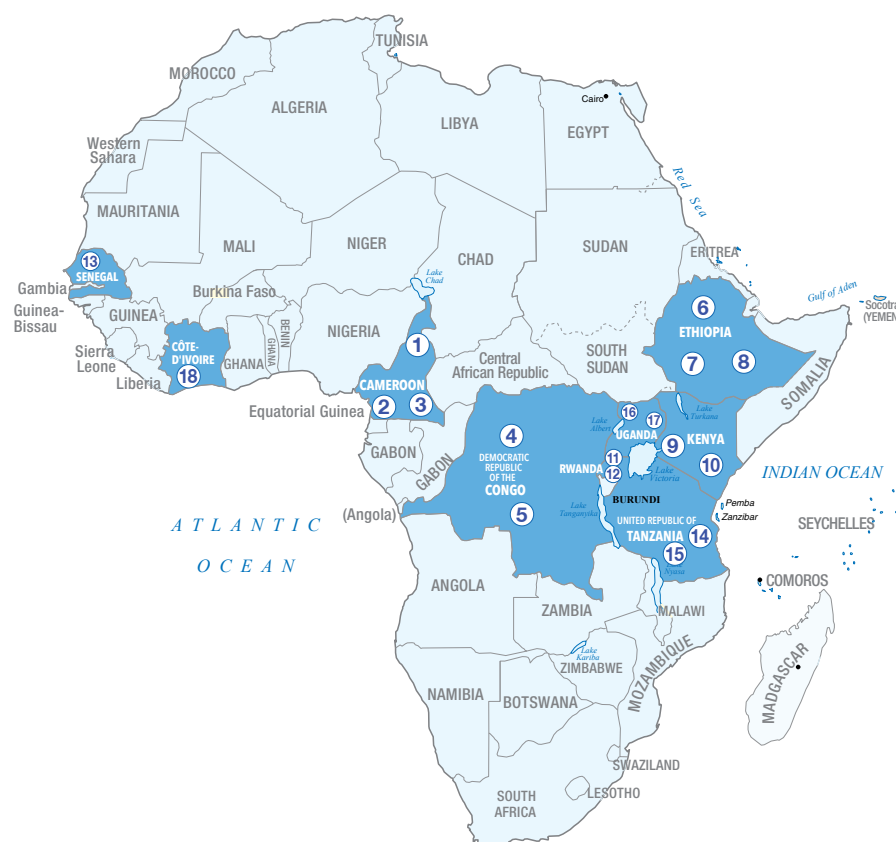 TUNISIA
MOROCCO
ALGERIA
LIBYA
Cairo
EGYPT
Western
Sahara
Red Sea
MAURITANIA
MALI
NIGER
CHAD
SUDAN
ERITREA
13
SENEGAL
Lake
Chad
Gulf of Aden
Socotra
(YEMEN
Gambia
Guinea-
Bissau
GUINEA
Burkina Faso
BENIN
NIGERIA
6
ETHIOPIA
7
8
Sierra
Leone
Liberia
CÔTE-
D'IVOIRE
18
GHANA
GHANA
1
CAMEROON
2
3
Central
African Republic
SOUTH
SUDAN
SOMALIA
Equatorial Guinea
GABON
GABON
4
DEMOCRATIC
REPUBLIC
OF THE
CONGO
5
Lake
Albert
16
17
UGANDA
Lake
Turkana
9
KENYA
10
RWANDA
11
12
Lake
Victoria
INDIAN OCEAN
(Angola)
Lake
Tanganyika
BURUNDI
UNITED REPUBLIC OF
TANZANIA
14
15
Nyasa
Pemba
Zanzibar
SEYCHELLES
ATLANTIC
OCEAN
ANGOLA
ZAMBIA
MALAWI
COMOROS
Lake
Kariba
ZIMBABWE
MOZAMBIQUE
MADGASCAR
NAMIBIA
BOTSWANA
SWAZILAND
LESOTHO
SOUTH
AFRICA